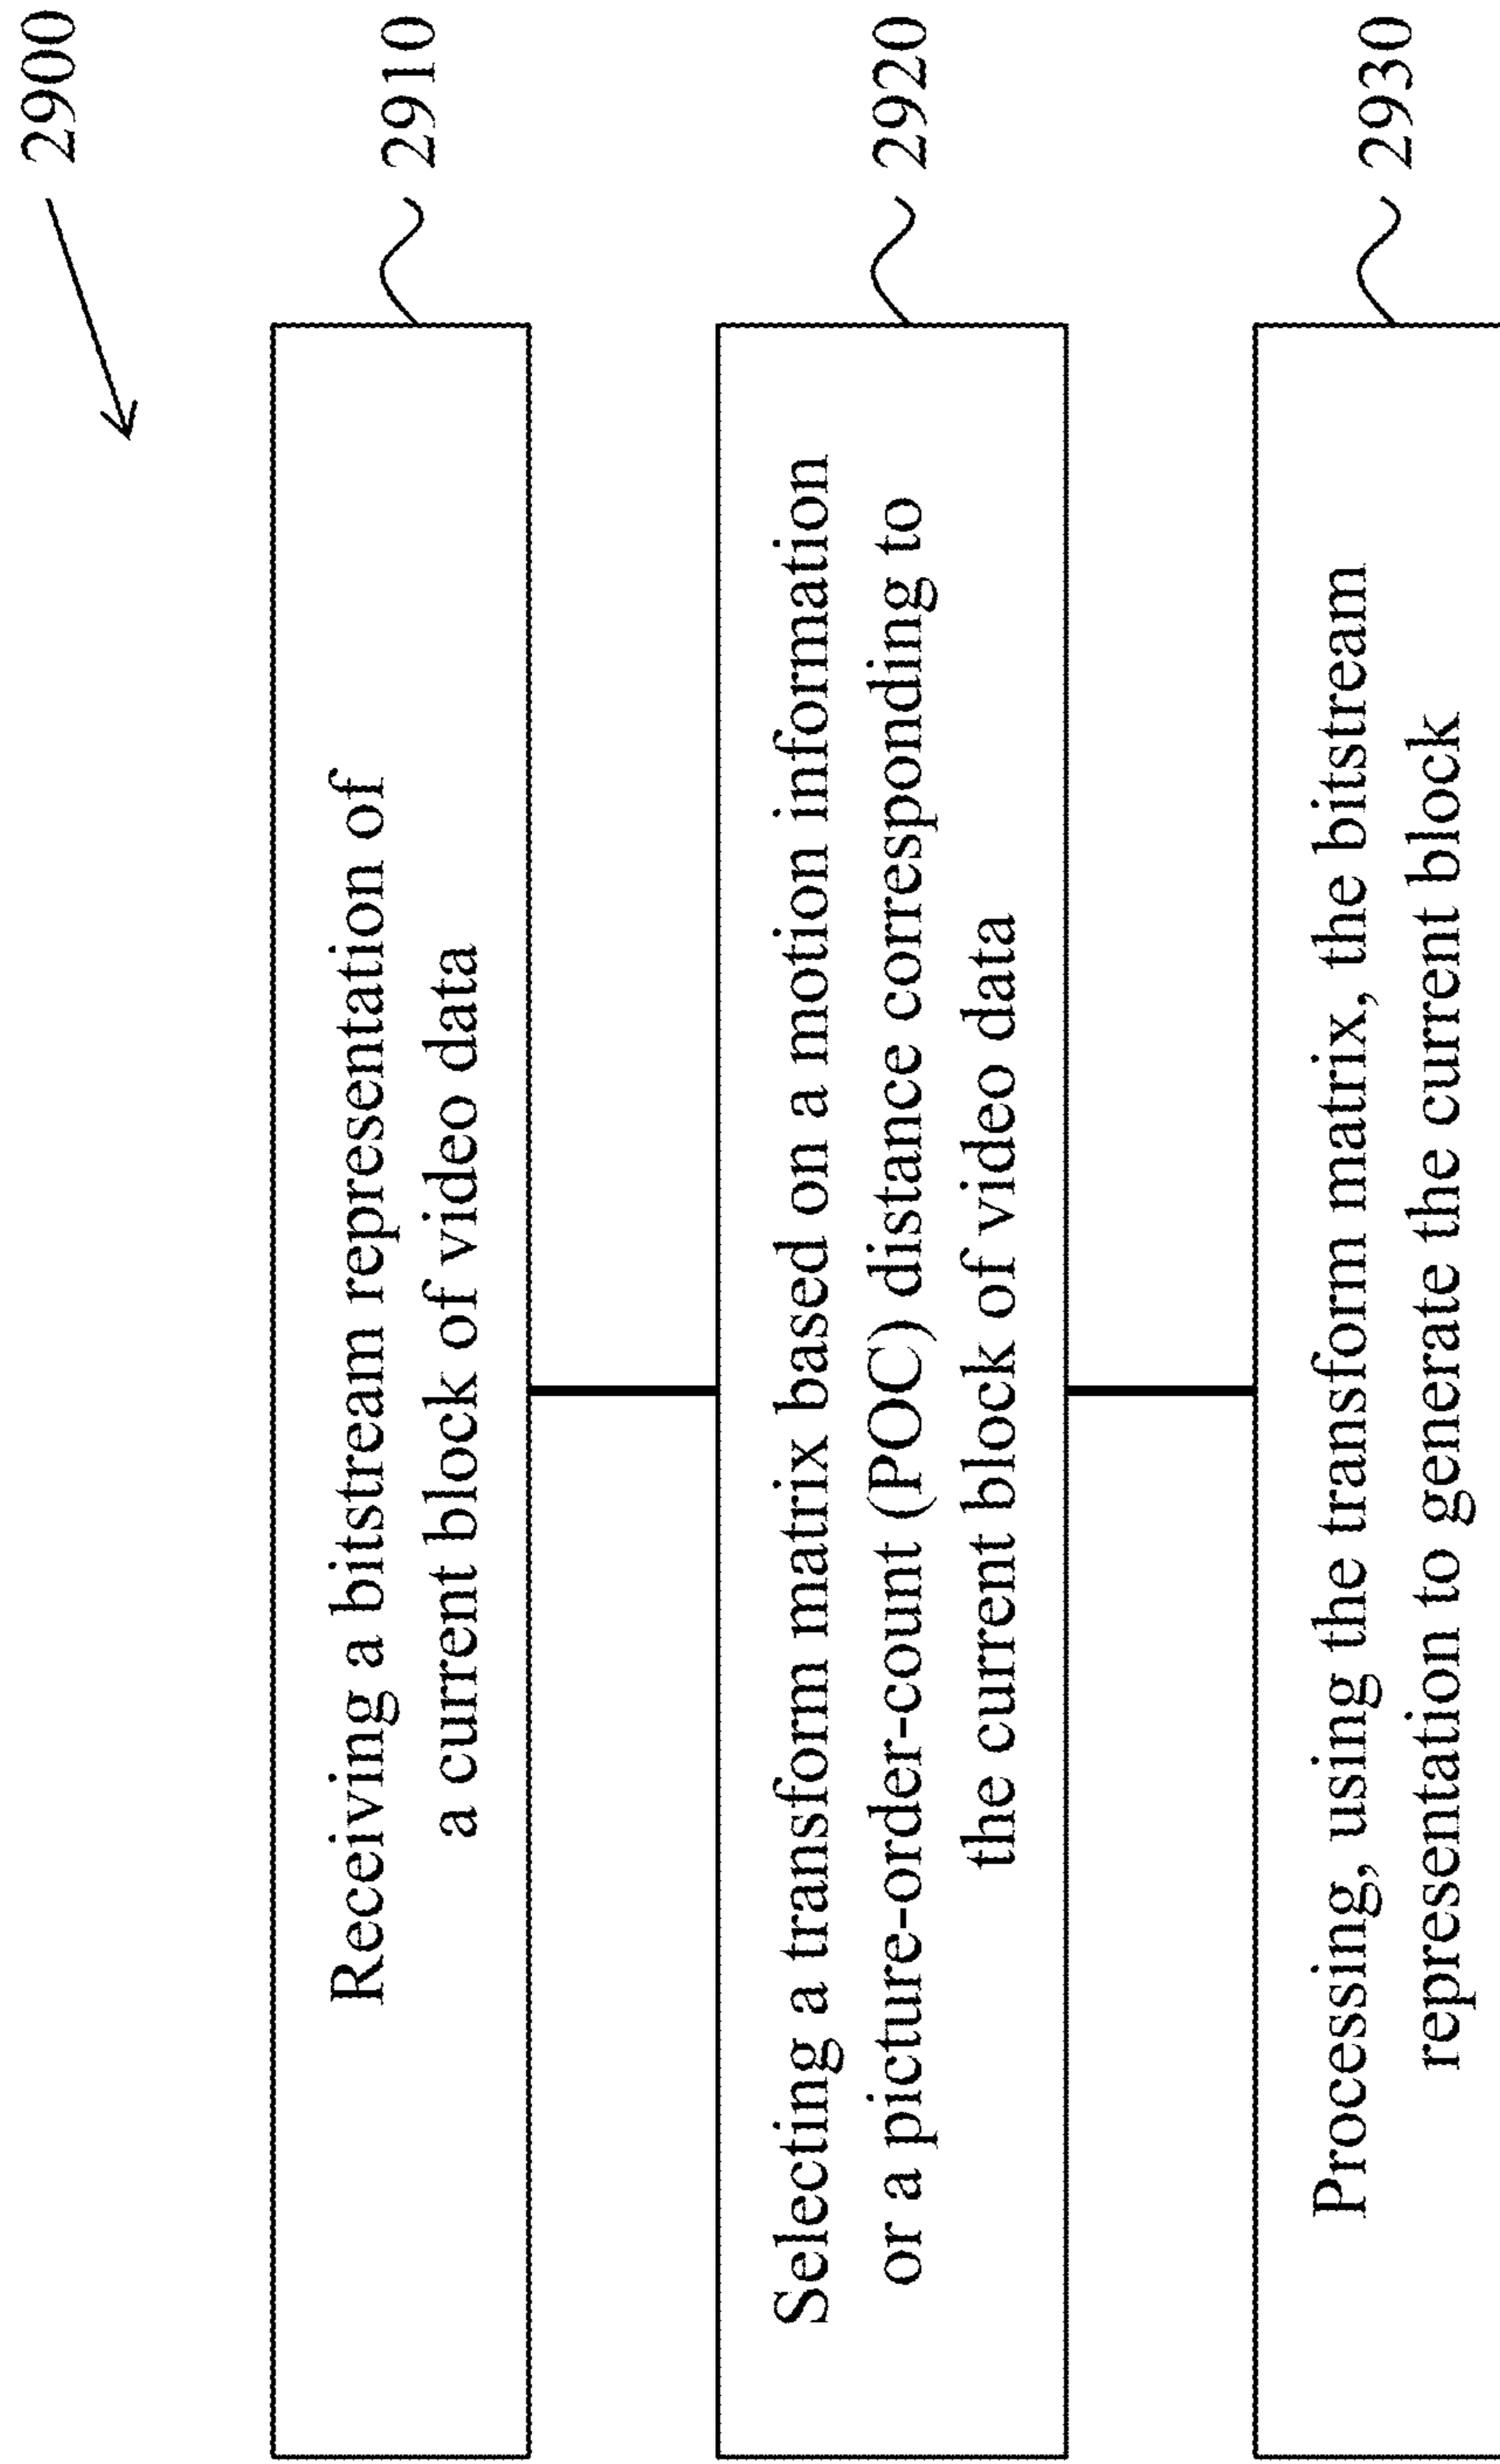 2900
Receiving a bitstream representation of
a current block of video data
2910
Selecting a transform matrix based on a motion information
or a picture-order-count (POC) distance corresponding to
the current block of video data
2920
Processing, using the transform matrix, the bitstream
representation to generate the current block
2930